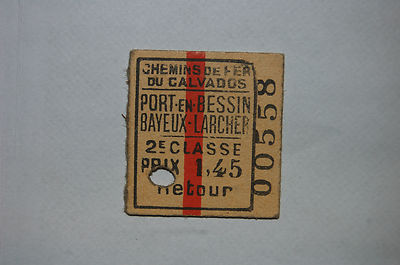 CHEMINS DE FER
DU CALVADOS
PORT-EN-BESSIN
BAYEUX-LARCHER
2E CLASSE
PRIX 1,45
Retour
00558